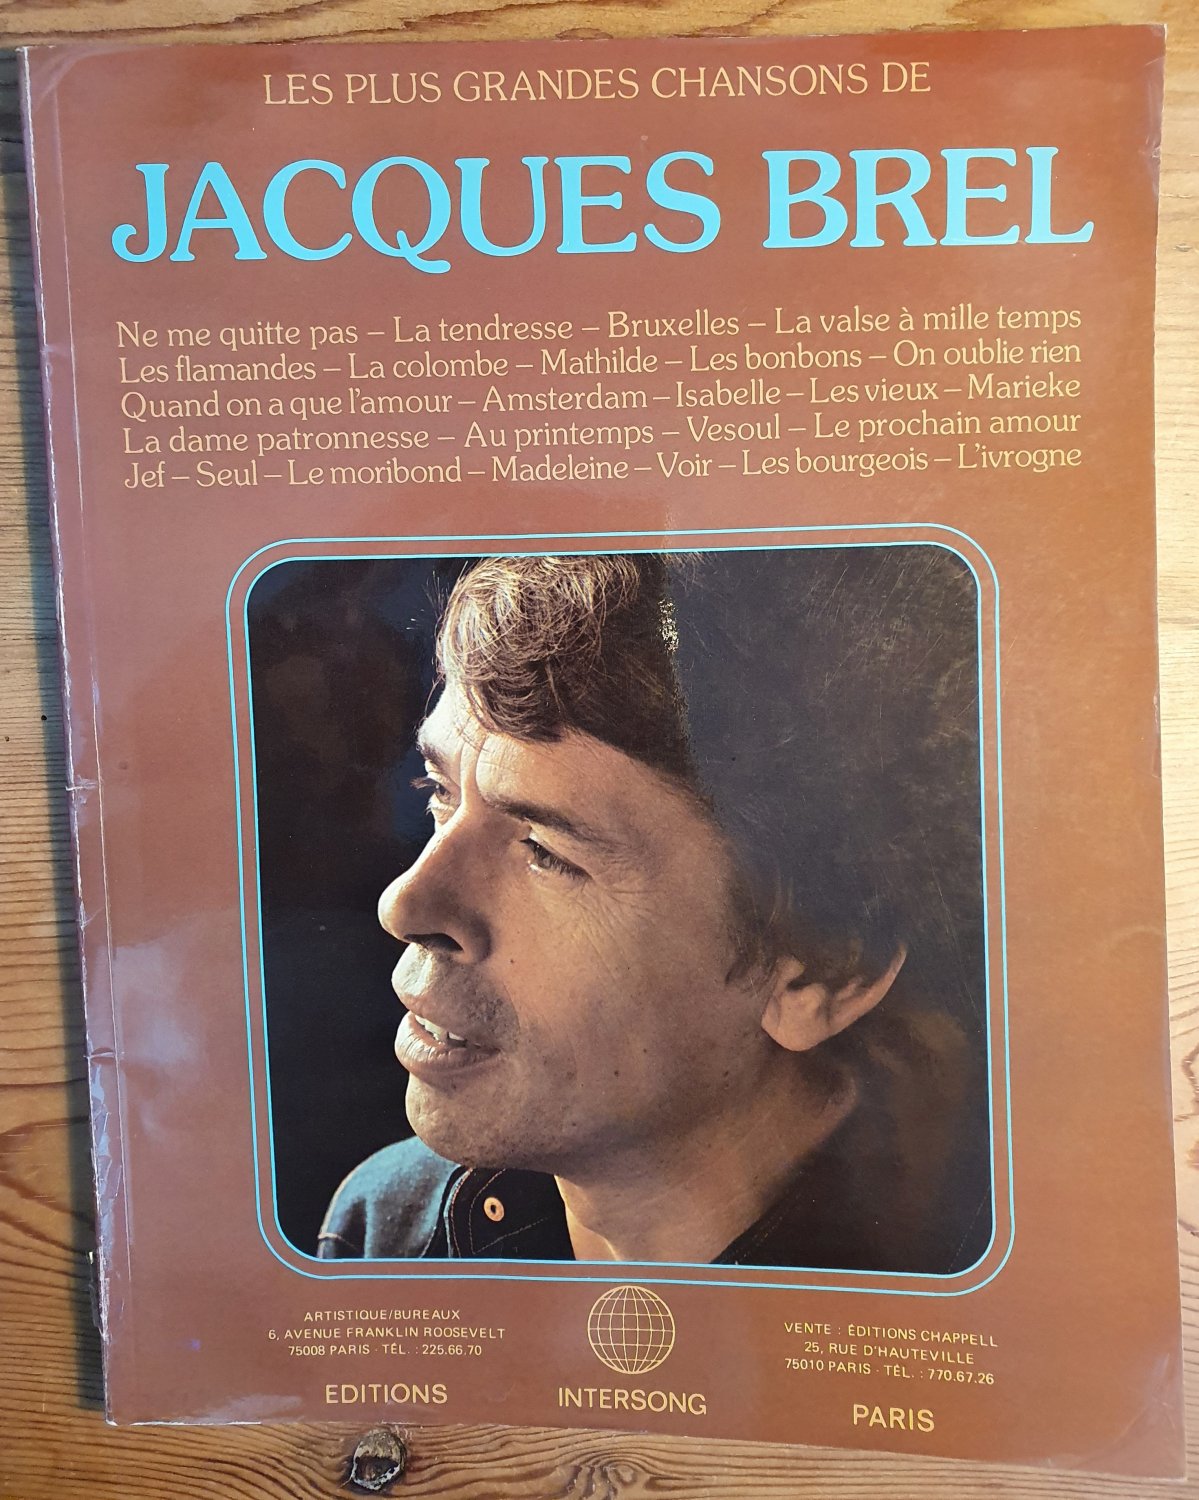 LES PLUS GRANDES CHANSONS DE
JACQUES BREL
Ne me quitte pas – La tendresse – Bruxelles – La valse à mille temps
Les flamandes – La colombe – Mathilde – Les bonbons – On oublie rien
Quand on a que l'amour – Amsterdam – Isabelle – Les vieux – Marieke
La dame patronnesse – Au printemps – Vesoul – Le prochain amour
Jef – Seul – Le moribond – Madeleine – Voir – Les bourgeois – L'ivrogne
ARTISTIQUE/BUREAUX
6, AVENUE FRANKLIN ROOSEVELT
75008 PARIS · TÉL. : 225.66.70
EDITIONS
INTERSONG
VENTE : ÉDITIONS CHAPPELL
25, RUE D'HAUTEVILLE
75010 PARIS · TÉL. : 770.67.26
PARIS